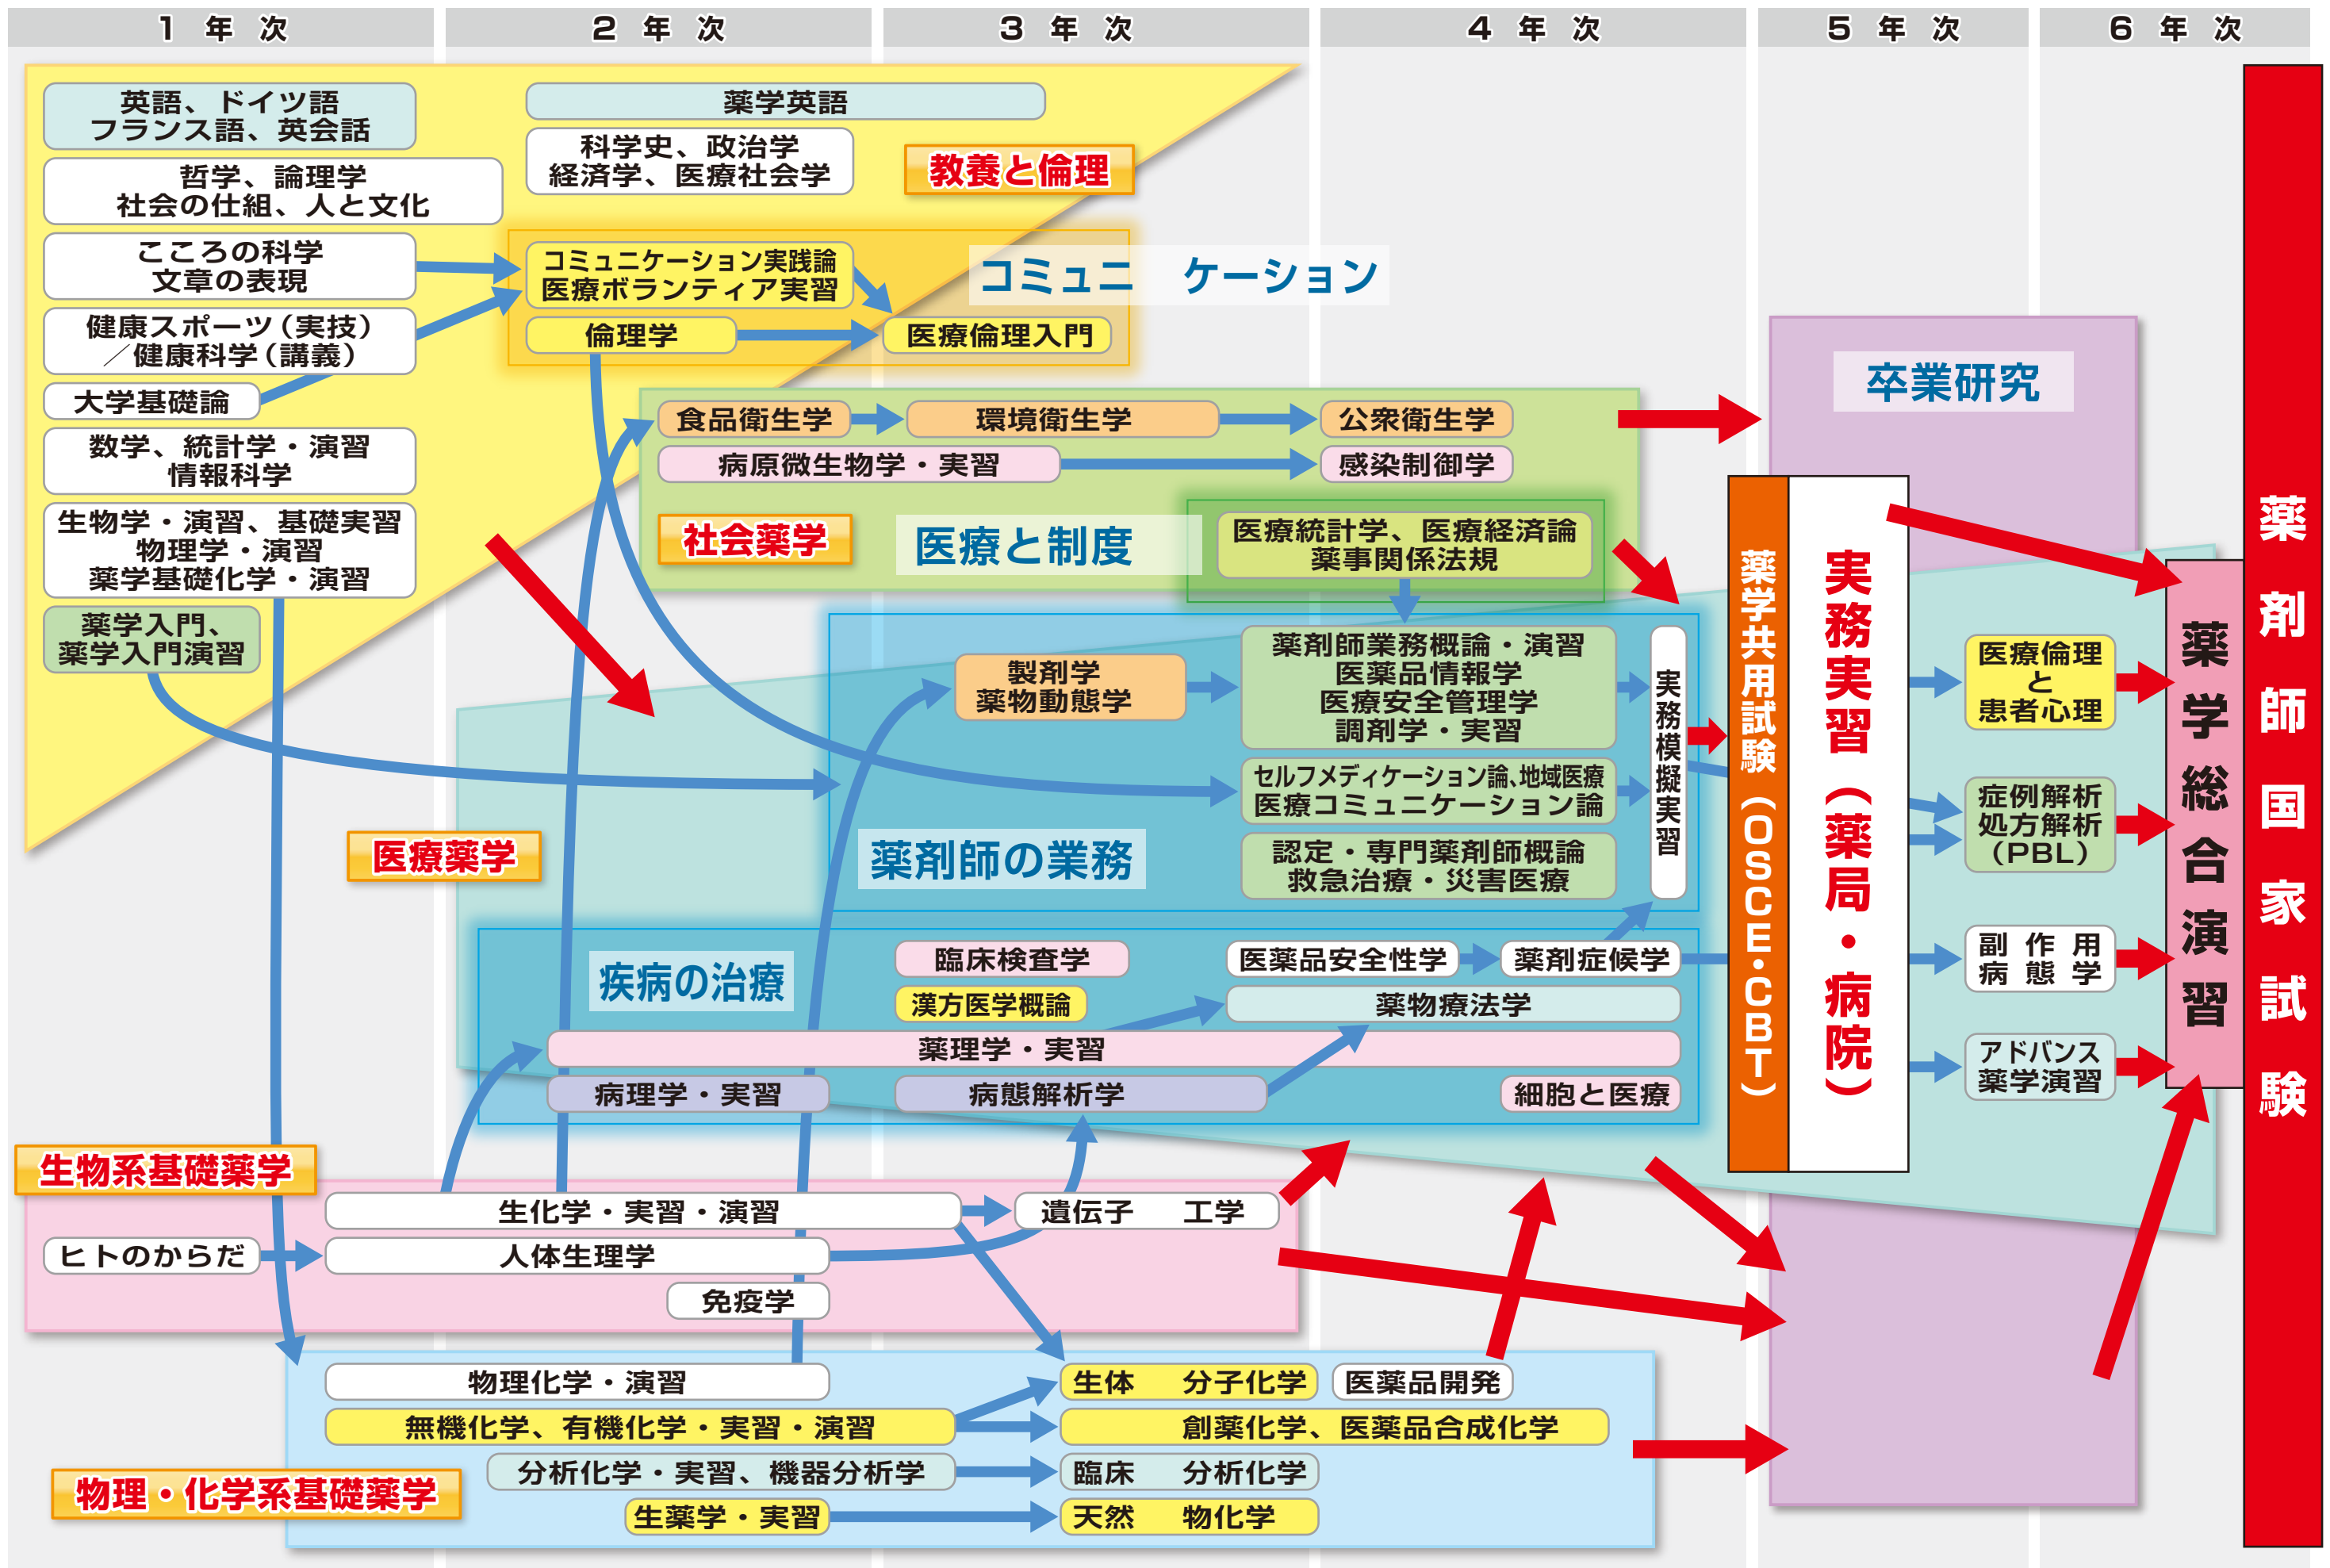 1 年 次
2 年 次
3 年 次
4 年 次
5 年 次
6 年 次
英語、ドイツ語
フランス語、英会話
哲学、論理学
社会の仕組、人と文化
こころの科学
文章の表現
健康スポーツ（実技）
／健康科学（講義）
大学基礎論
数学、統計学・演習
情報科学
生物学・演習、基礎実習
物理学・演習
薬学基礎化学・演習
薬学入門、
薬学入門演習
薬学英語
科学史、政治学
経済学、医療社会学
教養と倫理
コミュニケーション実践論
医療ボランティア実習
倫理学
医療倫理入門
コミュニ ケーション
食品衛生学
環境衛生学
公衆衛生学
病原微生物学・実習
感染制御学
社会薬学
医療と制度
医療統計学、医療経済論
薬事関係法規
製剤学
薬物動態学
薬剤師業務概論・演習
医薬品情報学
医療安全管理学
調剤学・実習
セルフメディケーション論、地域医療
医療コミュニケーション論
認定・専門薬剤師概論
救急治療・災害医療
薬剤師の業務
実務模擬実習
医療薬学
疾病の治療
臨床検査学
医薬品安全性学
薬剤症候学
漢方医学概論
薬物療法学
薬理学・実習
病理学・実習
病態解析学
細胞と医療
生物系基礎薬学
生化学・実習・演習
遺伝子 工学
ヒトのからだ
人体生理学
免疫学
物理化学・演習
生体 分子化学
医薬品開発
無機化学、有機化学・実習・演習
創薬化学、医薬品合成化学
分析化学・実習、機器分析学
臨床 分析化学
生薬学・実習
天然 物化学
物理・化学系基礎薬学
卒業研究
薬学共用試験（OSCE・CBT）
実務実習（薬局・病院）
医療倫理
と
患者心理
症例解析
処方解析
（PBL）
副作用
病態学
アドバンス
薬学演習
薬学総合演習
薬剤師国家試験